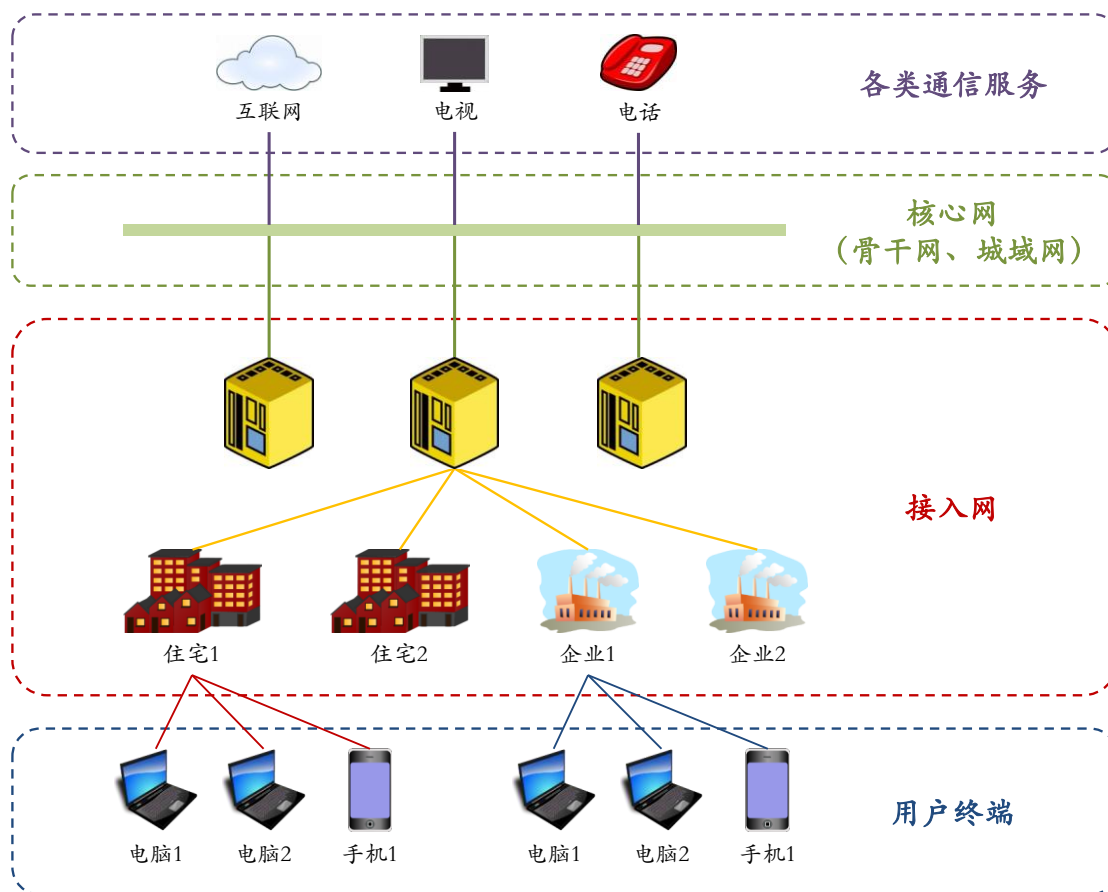 互联网
电视
电话
各类通信服务
核心网
（骨干网、城域网）
接入网
住宅1
住宅2
企业1
企业2
电脑1
电脑2
手机1
电脑1
电脑2
手机1
用户终端